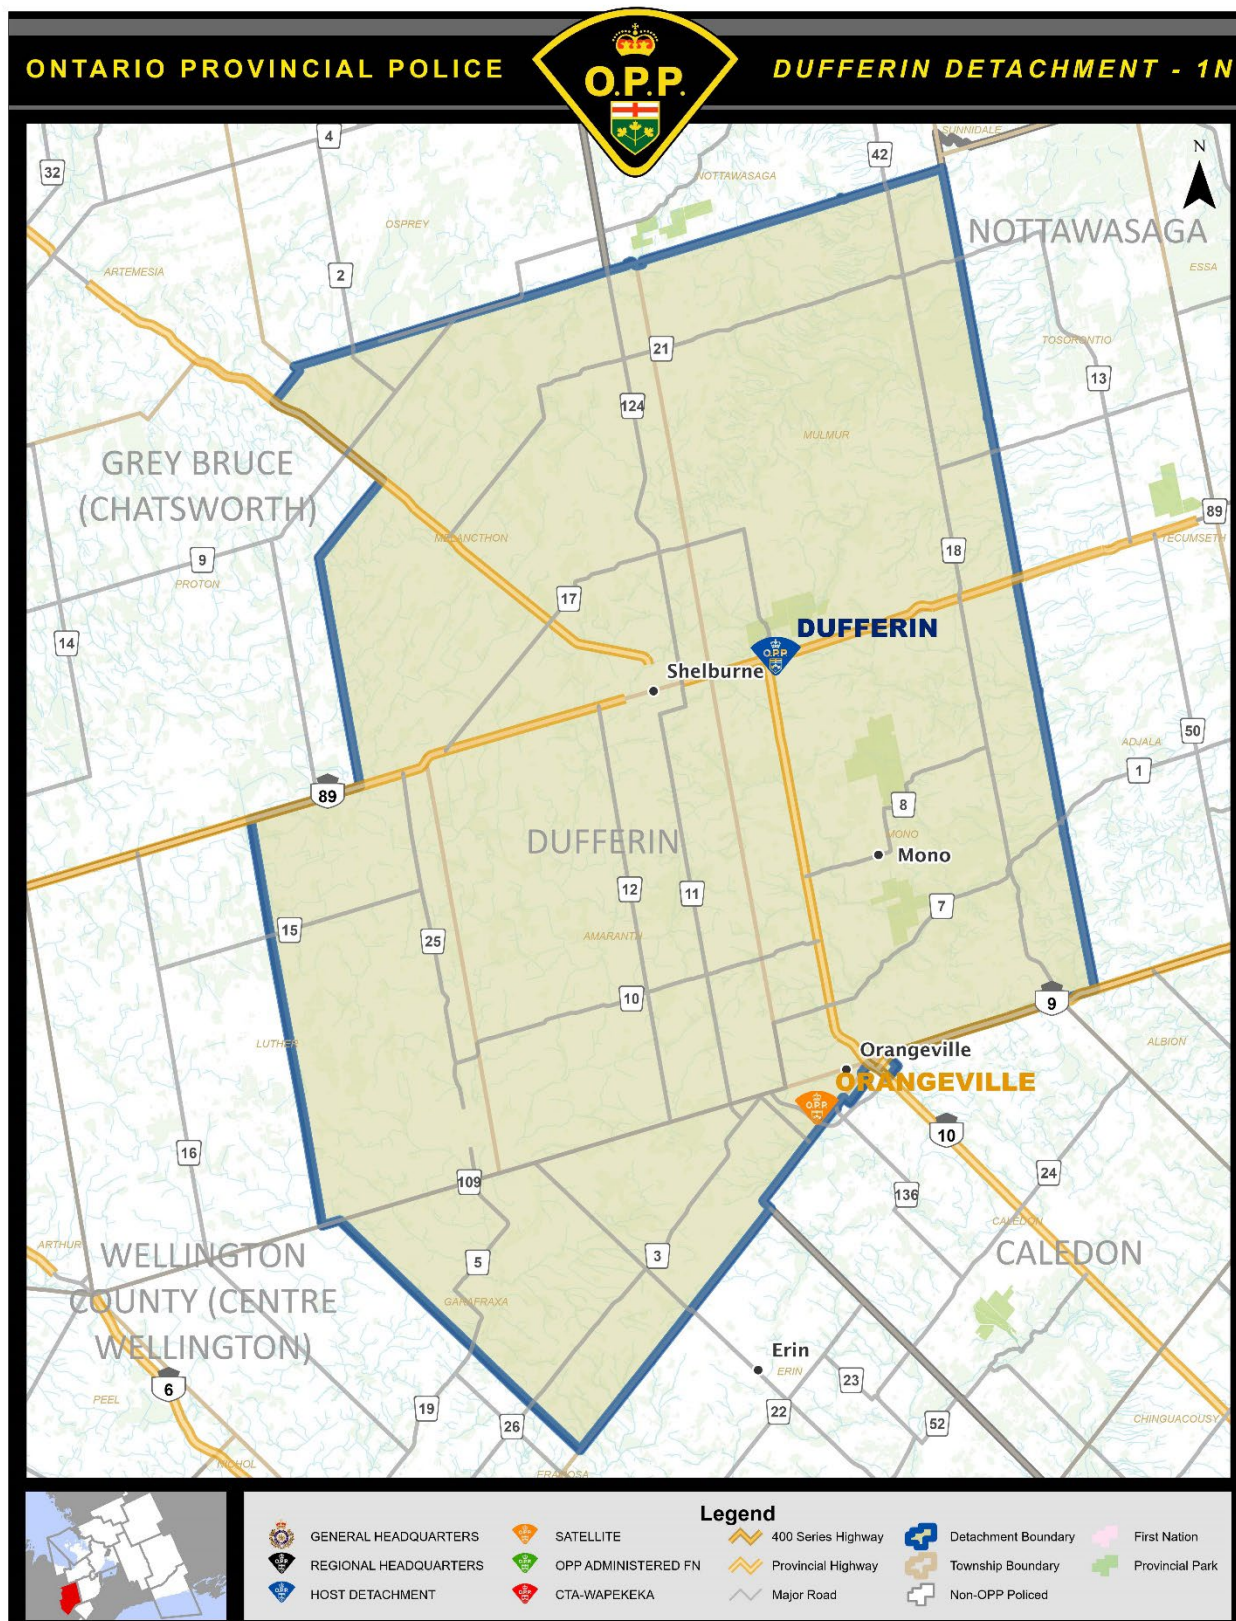 ONTARIO PROVINCIAL POLICE
O.P.P.
DUFFERIN DETACHMENT - 1N
SUNNIDALE
4
42
N
32
NOTTAWASAGA
OSPREY
NOTTAWASAGA
ARTEMESIA
2
ESSA
TOSORONTIO
21
13
124
MULMUR
GREY BRUCE
(CHATSWORTH)
89
MELANCTHON
TECUMSETH
9
18
PROTON
17
14
DUFFERIN
O.P.P.
Shelburne
50
ADJALA
1
89
8
MONO
DUFFERIN
Mono
12
11
7
15
25
AMARANTH
10
9
LUTHER
ALBION
Orangeville
ORANGEVILLE
O.P.P.
10
16
24
109
136
CALEDON
ARTHUR
WELLINGTON
COUNTY (CENTRE
WELLINGTON)
3
CALEDON
5
GARAFRAXA
Erin
ERIN
6
23
PEEL
19
22
26
52
CHINGUACOUSY
NICHOL
ERAMOSA
Legend
GENERAL HEADQUARTERS
SATELLITE
400 Series Highway
Detachment Boundary
First Nation
REGIONAL HEADQUARTERS
OPP ADMINISTERED FN
Provincial Highway
Township Boundary
Provincial Park
HOST DETACHMENT
CTA-WAPEKEKA
Major Road
Non-OPP Policed